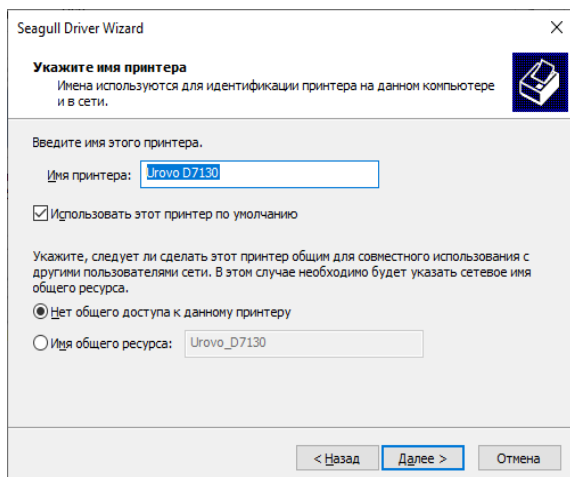 Seagull Driver Wizard
Укажите имя принтера
Имена используются для идентификации принтера на данном компьютере
и в сети.
Введите имя этого принтера.
Имя принтера: Urovo D7130
Использовать этот принтер по умолчанию
Укажите, следует ли сделать этот принтер общим для совместного использования с
другими пользователями сети. В этом случае необходимо будет указать сетевое имя
общего ресурса.
Нет общего доступа к данному принтеру
Имя общего ресурса: Urovo_D7130
< Назад Далее > Отмена